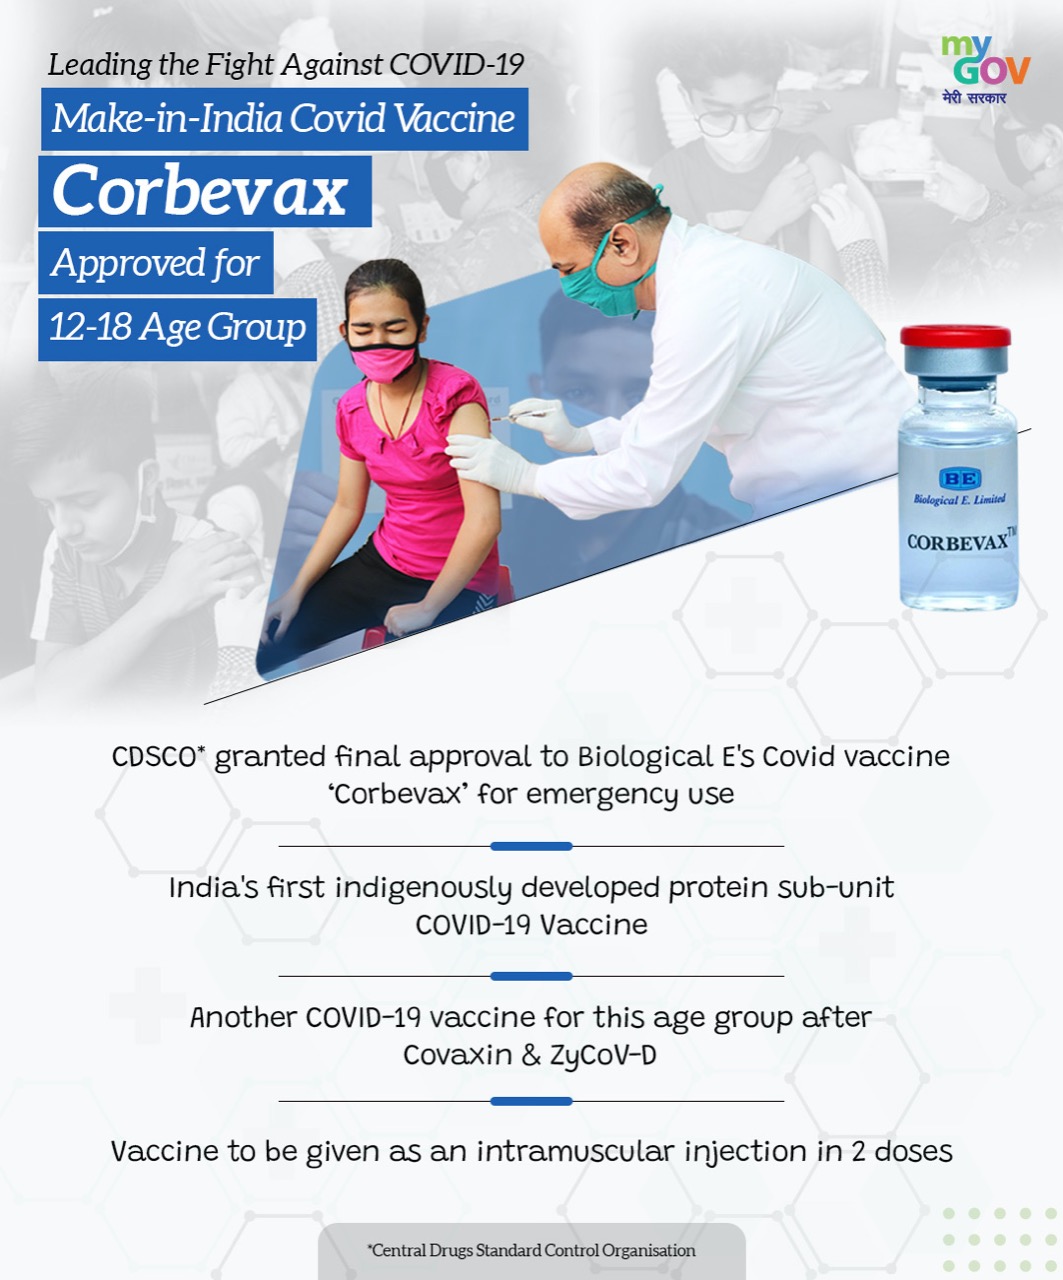 Leading the Fight Against COVID-19
my
GOV
मेरी सरकार
Make-in-India Covid Vaccine
Corbevax
Approved for
12-18 Age Group
BE
Biological E. Limited
CORBEVAX™
CDSCO* granted final approval to Biological E's Covid vaccine
‘Corbevax’ for emergency use
India's first indigenously developed protein sub-unit
COVID-19 Vaccine
Another COVID-19 vaccine for this age group after
Covaxin & ZyCoV-D
Vaccine to be given as an intramuscular injection in 2 doses
*Central Drugs Standard Control Organisation